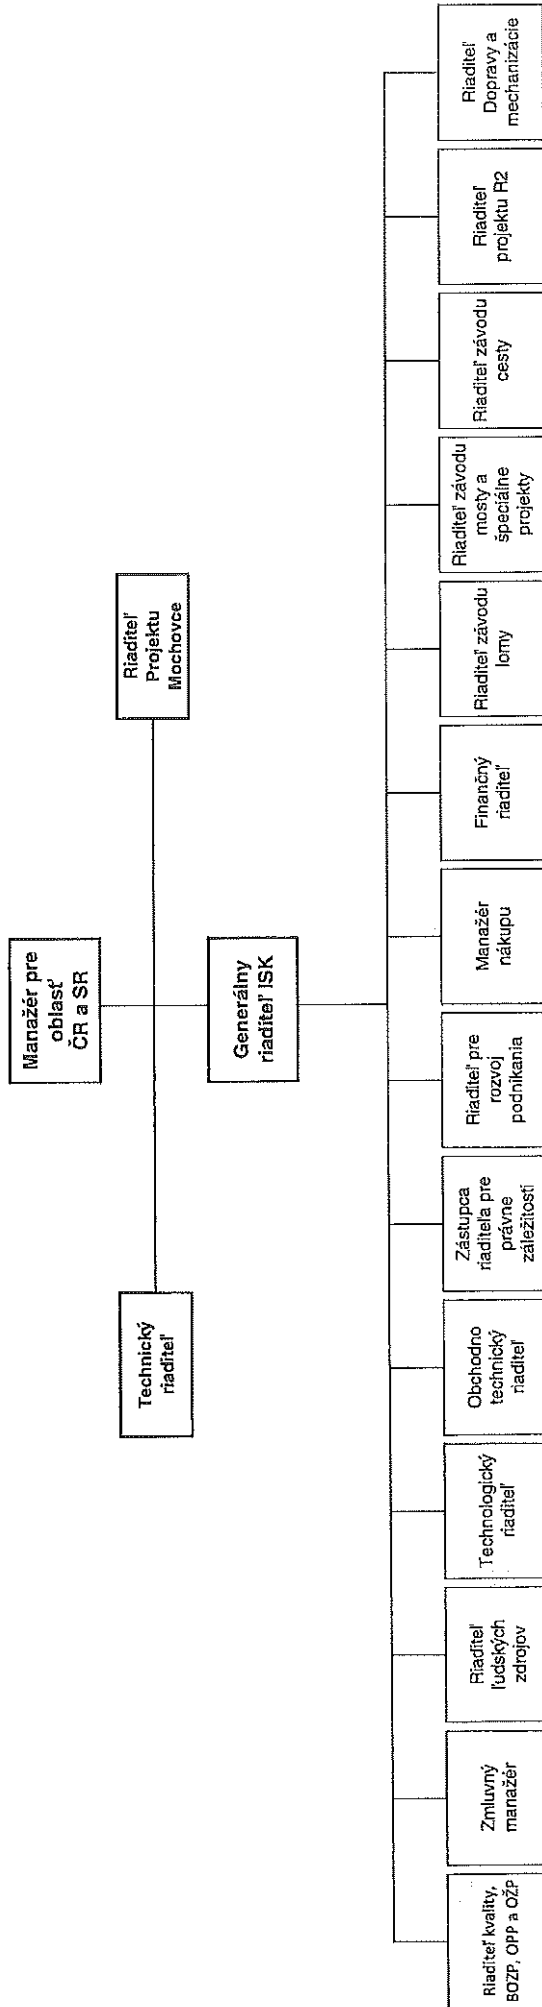 Manažér pre
oblasť
ČR a SR
Technický
riaditeľ
Riaditeľ
Projektu
Mochovce
Generálny
riaditeľ ISK
Riaditeľ kvality,
BOZP, OPP a OŽP
Zmluvný
manažér
Riaditeľ
ľudských
zdrojov
Technologický
riaditeľ
Obchodno
technický
riaditeľ
Zástupca
riaditeľa pre
právne
záležitosti
Riaditeľ pre
rozvoj
podnikania
Manažér
nákupu
Finančný
riaditeľ
Riaditeľ závodu
lomy
Riaditeľ závodu
mosty a
špeciálne
projekty
Riaditeľ závodu
cesty
Riaditeľ
projektu R2
Riaditeľ
Dopravy a
mechanizácie